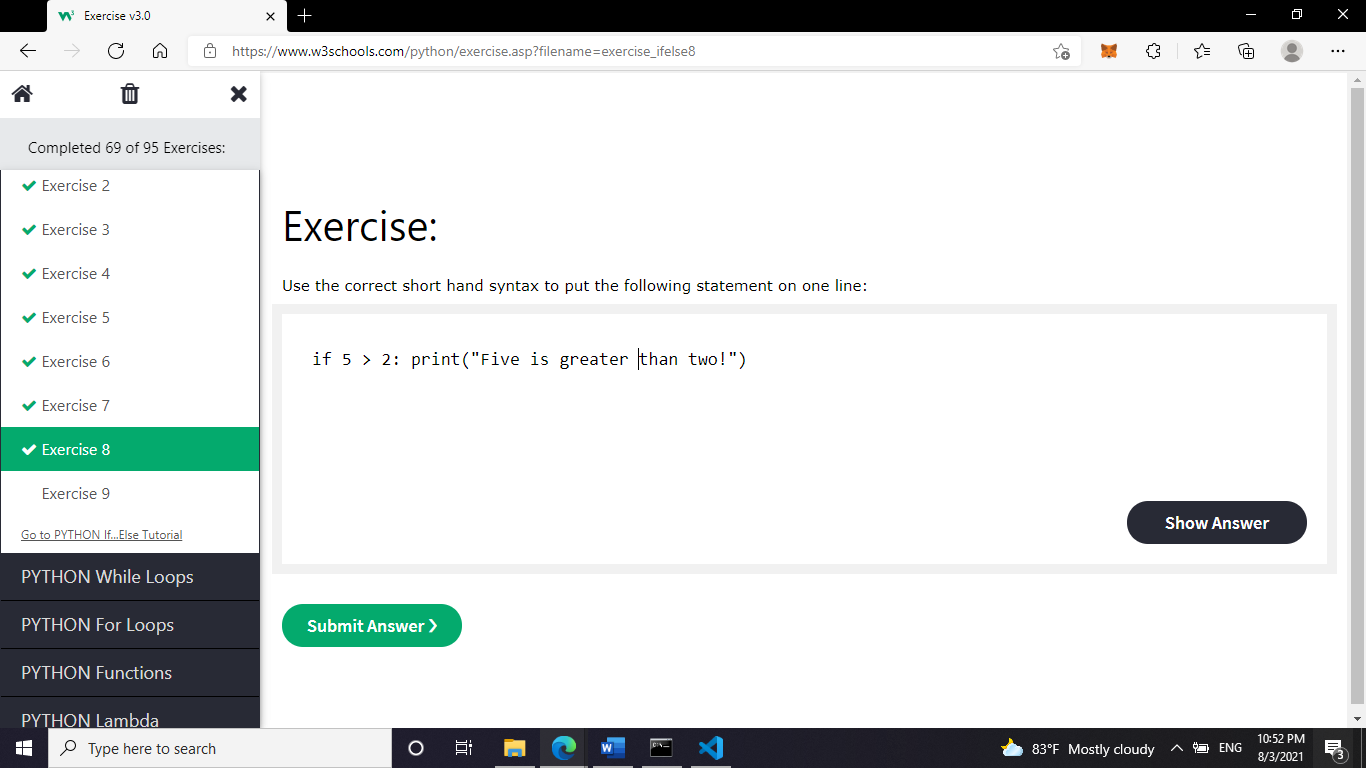 Exercise v3.0
https://www.w3schools.com/python/exercise.asp?filename=exercise_ifelse8
Completed 69 of 95 Exercises:
Exercise 2
Exercise 3
Exercise 4
Exercise 5
Exercise 6
Exercise 7
Exercise 8
Exercise 9
Go to PYTHON If...Else Tutorial
PYTHON While Loops
PYTHON For Loops
PYTHON Functions
PYTHON Lambda
Exercise:
Use the correct short hand syntax to put the following statement on one line:
if 5 > 2: print("Five is greater than two!")
Show Answer
Submit Answer ❯
Type here to search
83°F Mostly cloudy
ENG
10:52 PM
8/3/2021
3